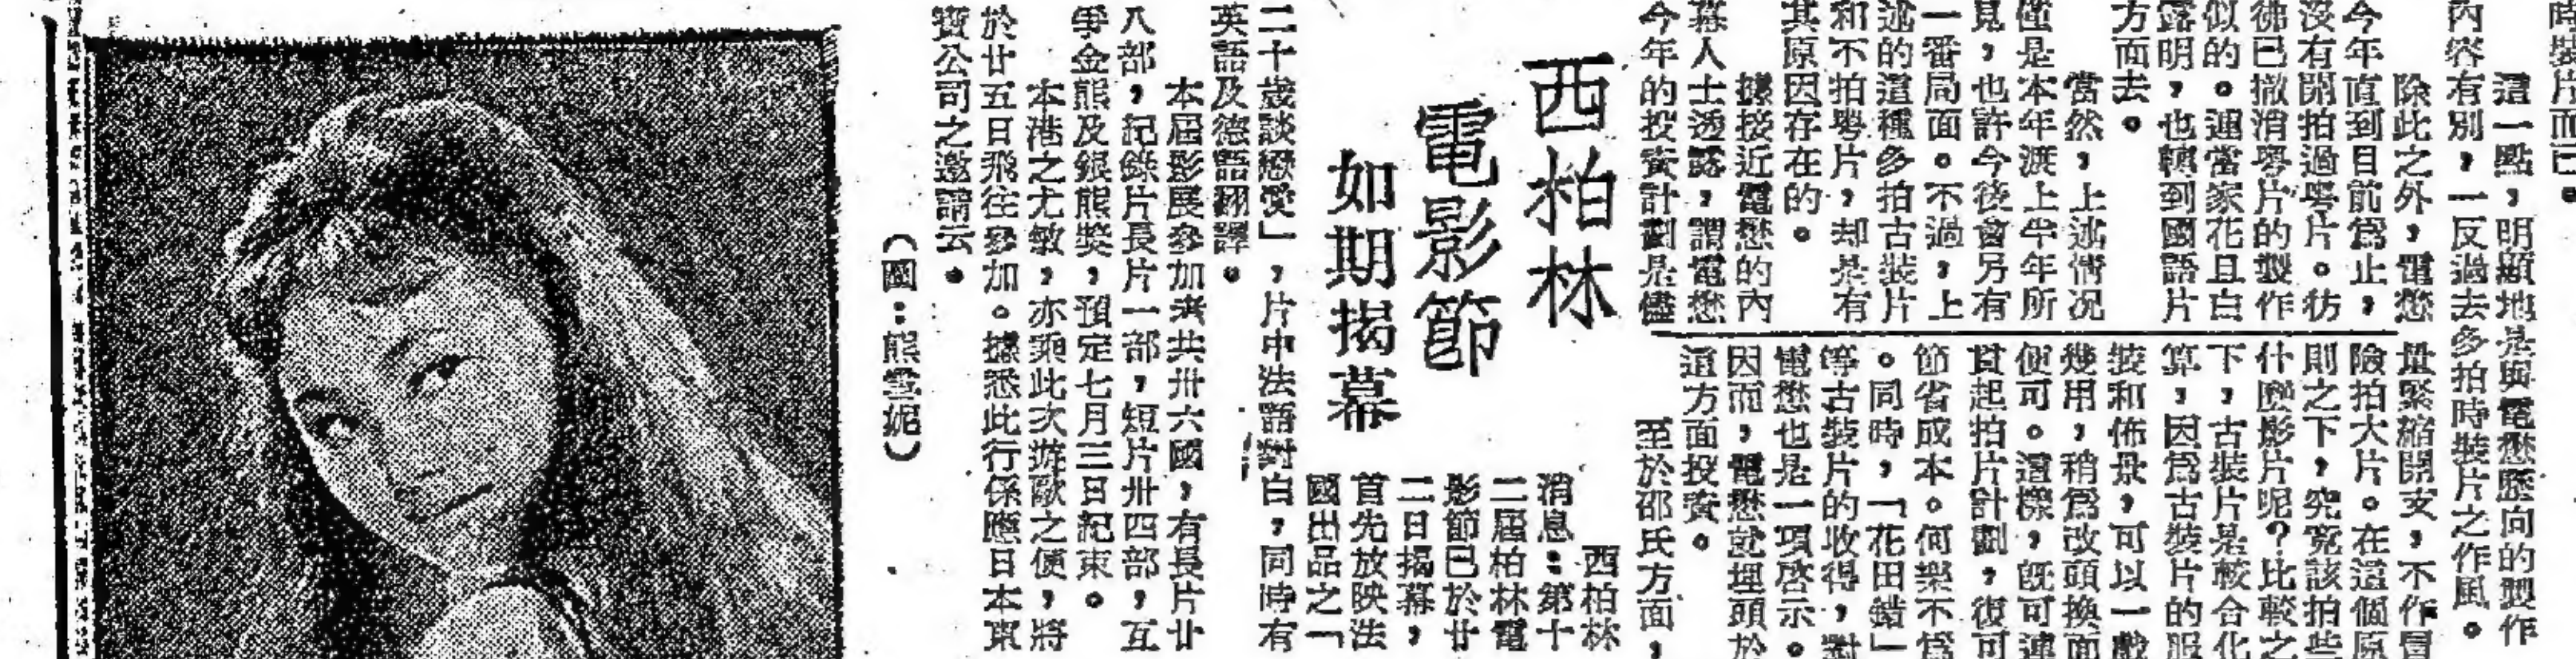 時裝片而已。
這一點，明顯地是與電懋歷向的製作
內容有別，一反過去多拍時裝片之作風。
除此之外，電懋
今年直到目前為止，
沒有開拍過粵片。彷
彿已撤消粵片的製作
似的。連當家花旦白
露明，也轉到國語片
方面去。
當然，上述情况
僅是本年度上半年所
見，也許今後會另有
一番局面。不過，上
述的這種多拍古裝片
和不拍粵片，却是有
其原因存在的。
據接近電懋的內
幕人士透露，謂電懋
今年的投資計劃是儘
量緊縮開支，不作冒
險拍大片。在這個原
則之下，究竟該拍些
什麼影片呢？比較之
下，古裝片是較合化
算，因為古裝片的服
裝和佈景，可以一戲
幾用，稍為改頭換面
便可。這樣，既可連
貫起拍片計劃，復可
節省成本。何樂不為
。同時，「花田錯」
等古裝片的收得，對
電懋也是一項啓示。
因而，電懋就埋頭於
這方面投資。
至於邵氏方面，
西柏林
電影節
如期揭幕
西柏林
消息：第十
二屆柏林電
影節已於廿
二日揭幕，
首先放映法
國出品之「
二十歲談戀愛」，片中法語對白，同時有
英語及德語翻譯。
本屆影展參加者共卅六國，有長片廿
八部，紀錄片長片一部，短片卅四部，互
爭金熊及銀熊獎，預定七月三日結束。
本港之尤敏，亦乘此次遊歐之便，將
於廿五日飛往參加。據悉此行係應日本東
寶公司之邀請云。
（圖：熊雪妮）